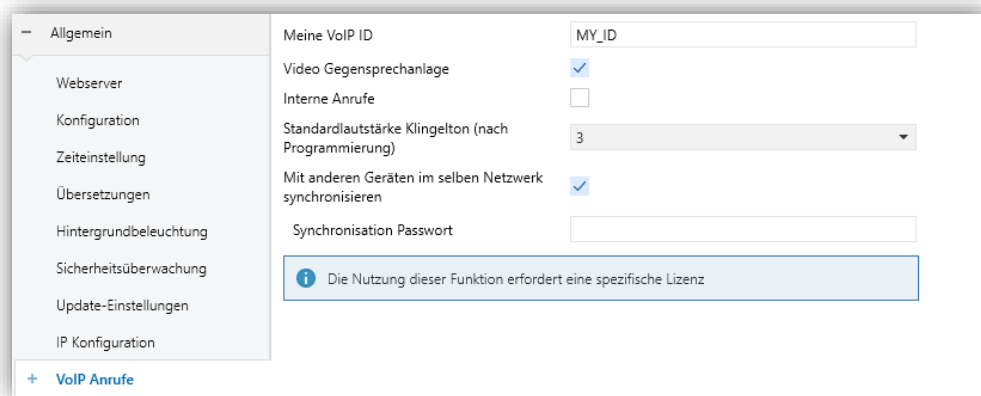 − Allgemein
Webserver
Konfiguration
Zeiteinstellung
Übersetzungen
Hintergrundbeleuchtung
Sicherheitsüberwachung
Update-Einstellungen
IP Konfiguration
+ VoIP Anrufe
Meine VoIP ID MY_ID
Video Gegensprechanlage
Interne Anrufe
Standardlautstärke Klingelton (nach
Programmierung) 3
Mit anderen Geräten im selben Netzwerk
synchronisieren
Synchronisation Passwort
Die Nutzung dieser Funktion erfordert eine spezifische Lizenz